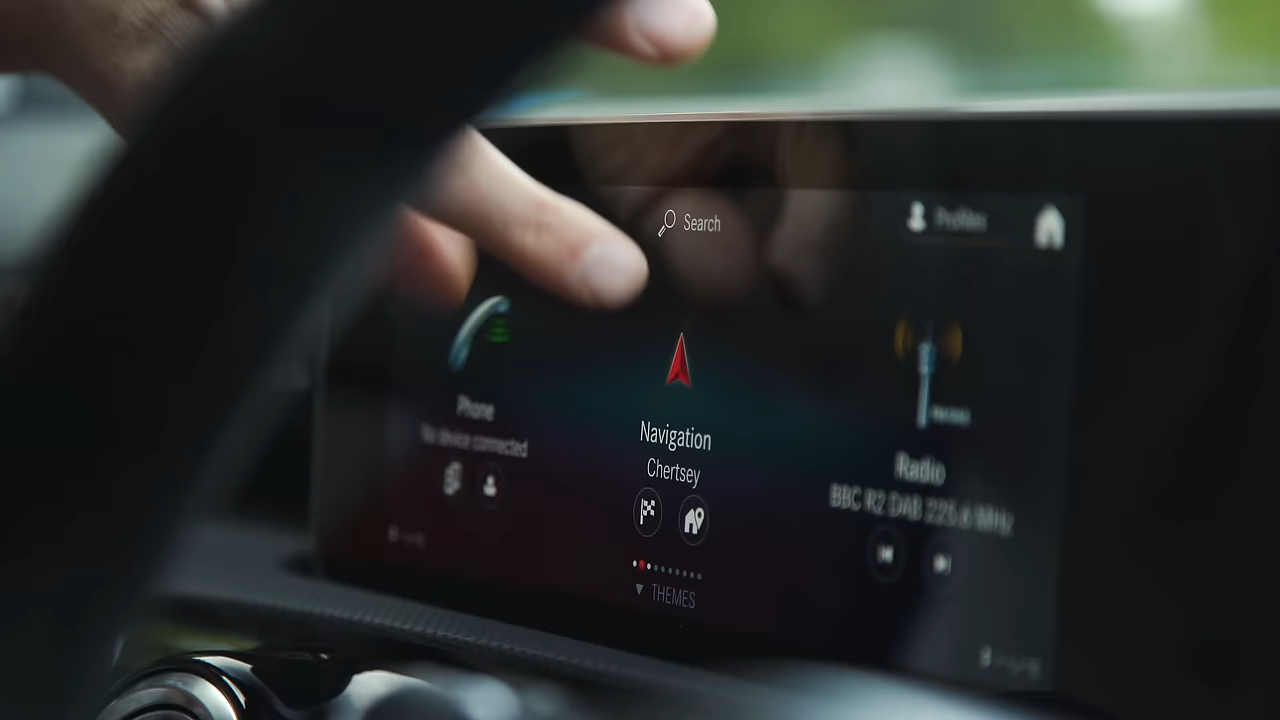 Search
Profiles
Phone
No device connected
Navigation
Chertsey
Radio
BBC R2 DAB 225.6 MHz
THEMES